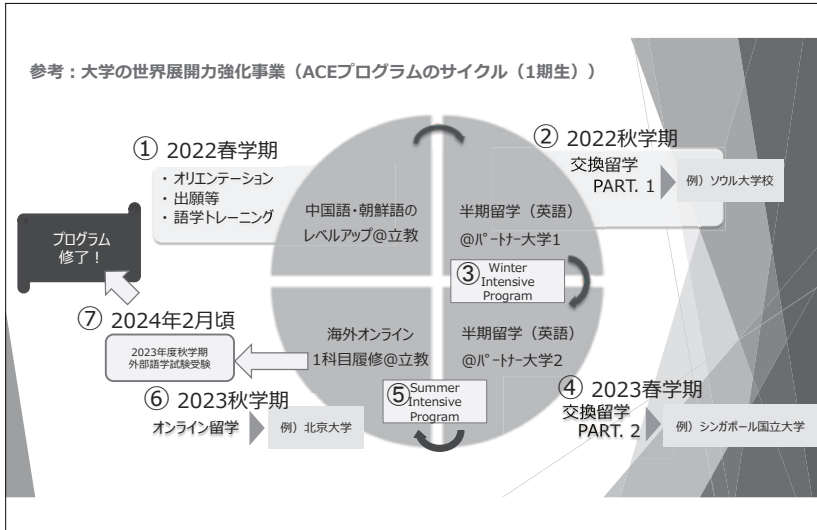 参考：大学の世界展開力強化事業（ACEプログラムのサイクル（1期生））
① 2022春学期
・オリエンテーション
・出願等
・語学トレーニング
中国語・朝鮮語の
レベルアップ@立教
② 2022秋学期
交換留学
PART. 1
例）ソウル大学校
半期留学（英語）
@パートナー大学1
③ Winter
Intensive
Program
半期留学（英語）
@パートナー大学2
④ 2023春学期
交換留学
PART. 2
例）シンガポール国立大学
⑤ Summer
Intensive
Program
海外オンライン
1科目履修@立教
⑥ 2023秋学期
オンライン留学
例）北京大学
⑦ 2024年2月頃
2023年度秋学期
外部語学試験受験
プログラム
修了！